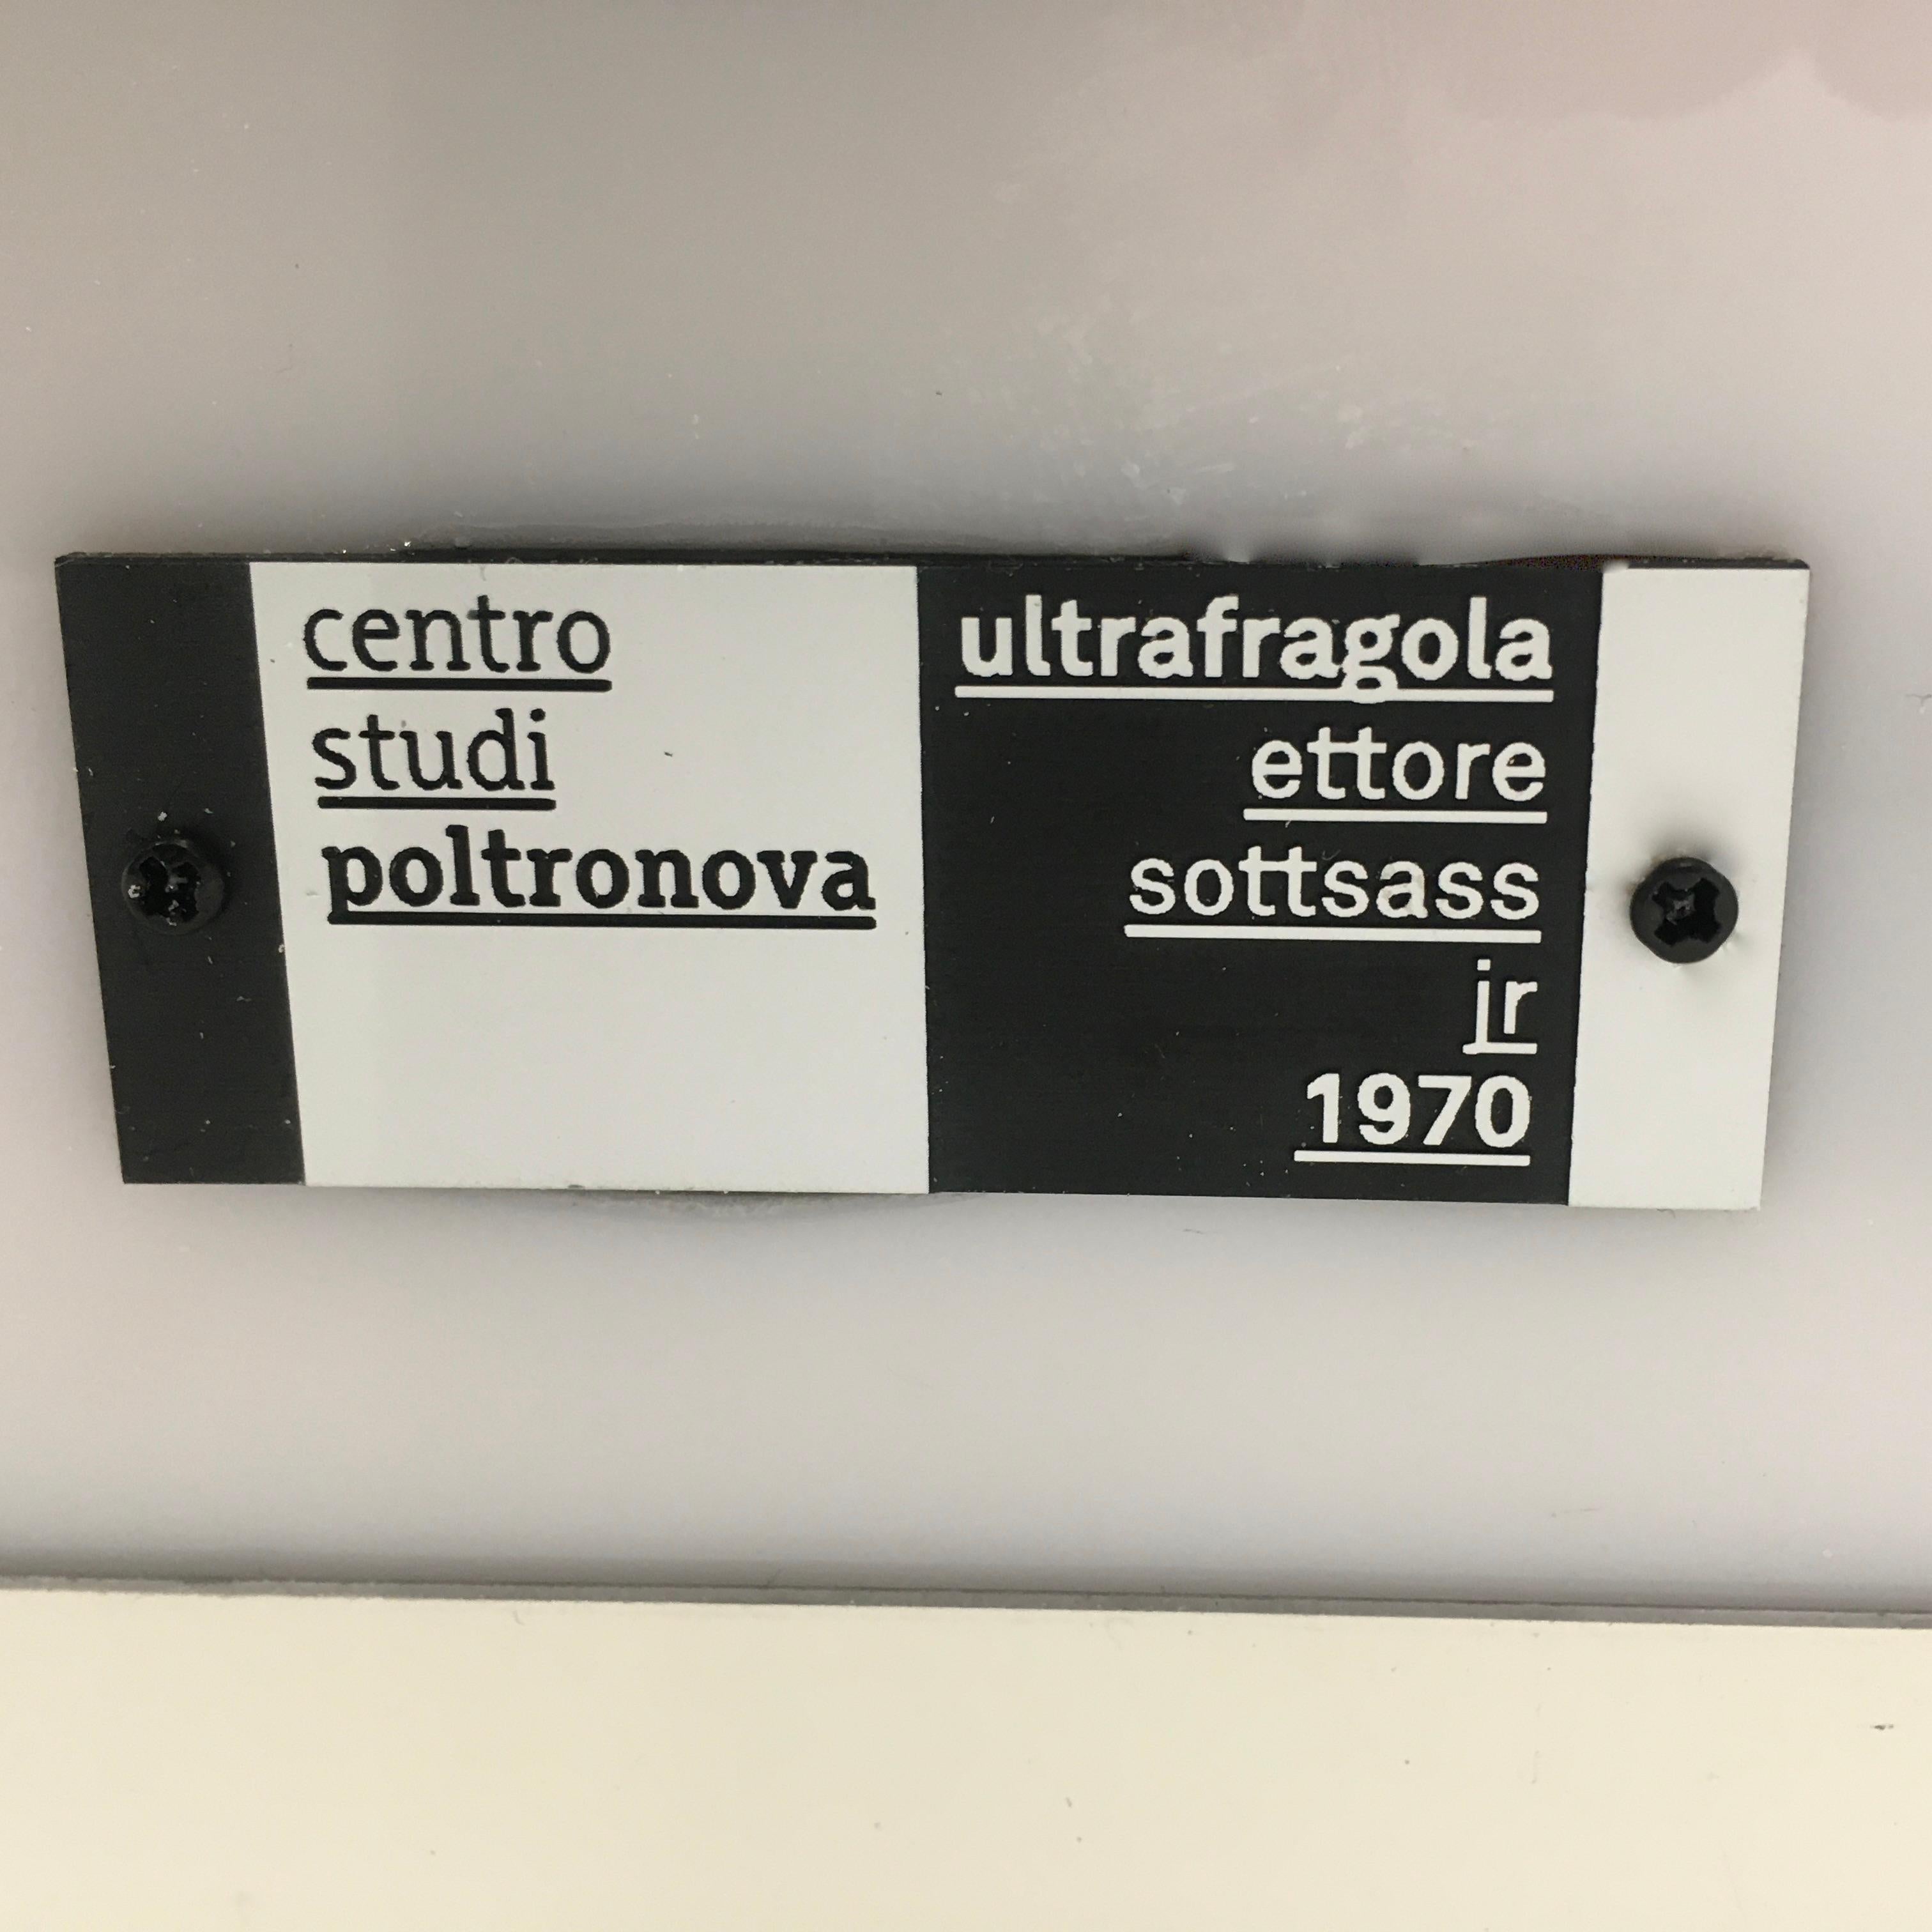 centro
studi
poltronova
ultrafragola
ettore
sottsass
jr
1970